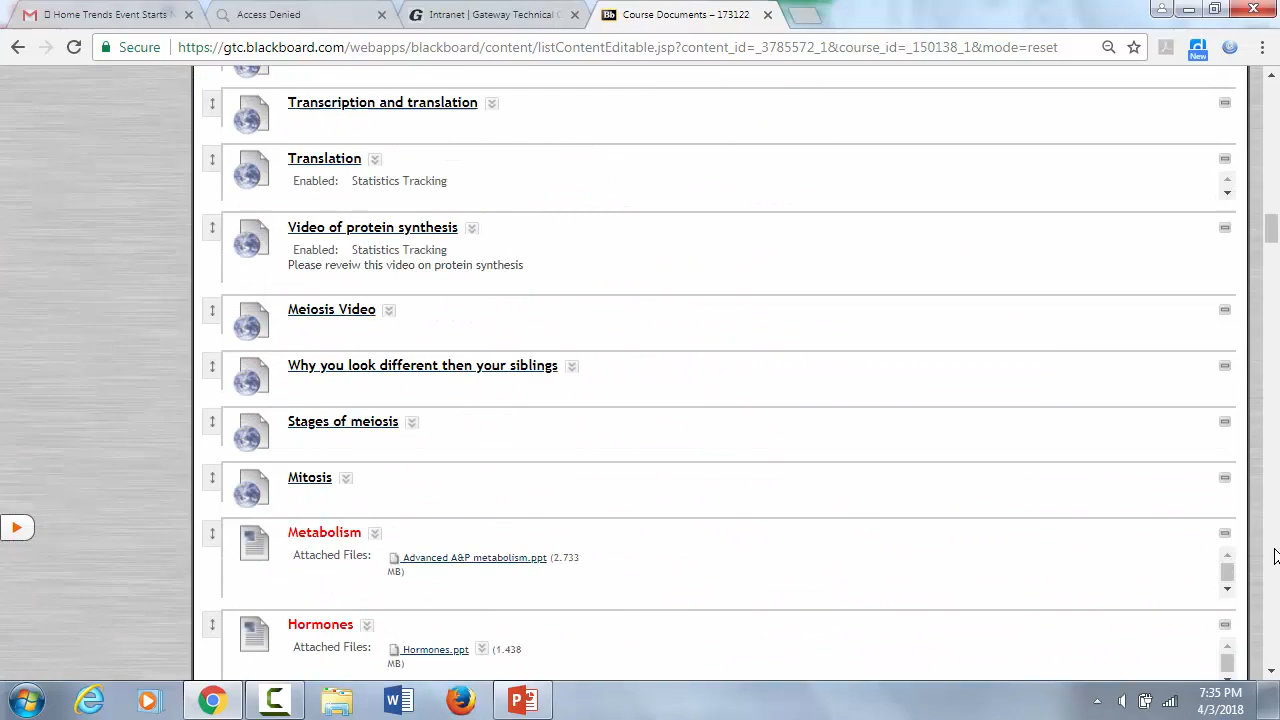 Home Trends Event Starts
Access Denied
Intranet | Gateway Tech
Course Documents – 173232
Secure https://gtc.blackboard.com/webapps/blackboard/content/listContentEditable.jsp?content_id=_3785572_1&course_id=_150138_1&mode=reset
New
Transcription and translation
Translation
Enabled: Statistics Tracking
Video of protein synthesis
Enabled: Statistics Tracking
Please reveiw this video on protein synthesis
Meiosis Video
Why you look different then your siblings
Stages of meiosis
Mitosis
Metabolism
Attached Files: Advanced A&P metabolism.ppt (2.733
MB)
Hormones
Attached Files: Hormones.ppt (1.438
MB)
7:35 PM
4/3/2018